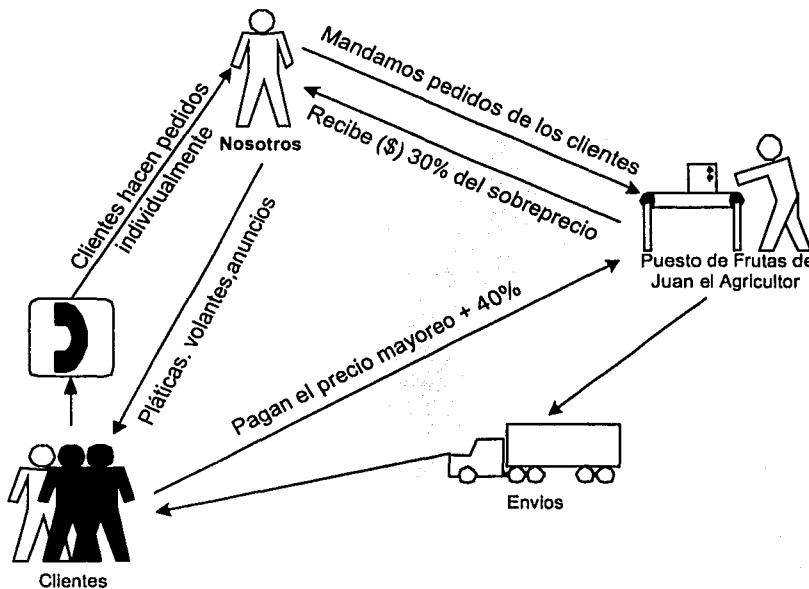 Mandamos pedidos de los clientes
Recibe ($) 30% del sobreprecio
Nosotros
Clientes hacen pedidos
individualmente
Pláticas. volantes,anuncios
Puesto de Frutas de
Juan el Agricultor
Pagan el precio mayoreo + 40%
Envios
Clientes